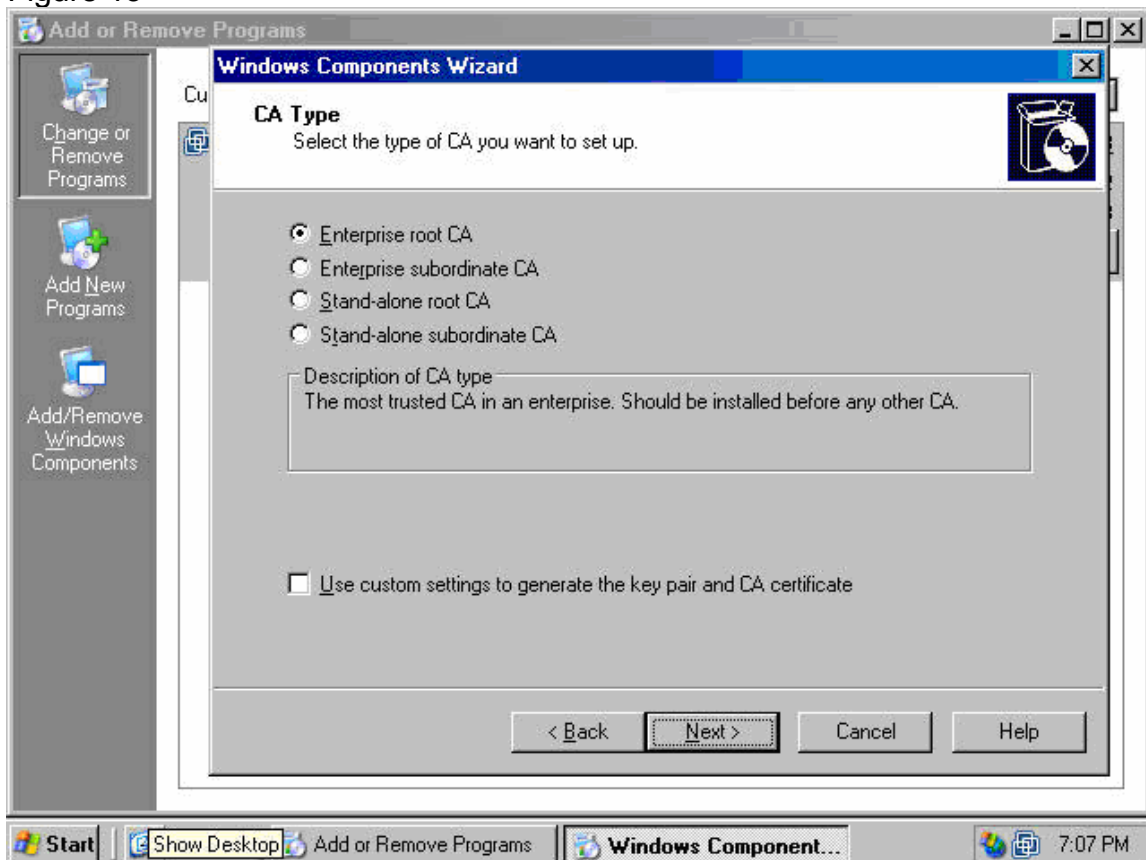 Add or Remove Programs
Windows Components Wizard
Change or
Remove
Programs
Add New
Programs
Add/Remove
Windows
Components
Cu
CA Type
Select the type of CA you want to set up.
Enterprise root CA
Enterprise subordinate CA
Stand-alone root CA
Stand-alone subordinate CA
Description of CA type
The most trusted CA in an enterprise. Should be installed before any other CA.
Use custom settings to generate the key pair and CA certificate
< Back
Next >
Cancel
Help
Start
Show Desktop
Add or Remove Programs
Windows Component...
7:07 PM